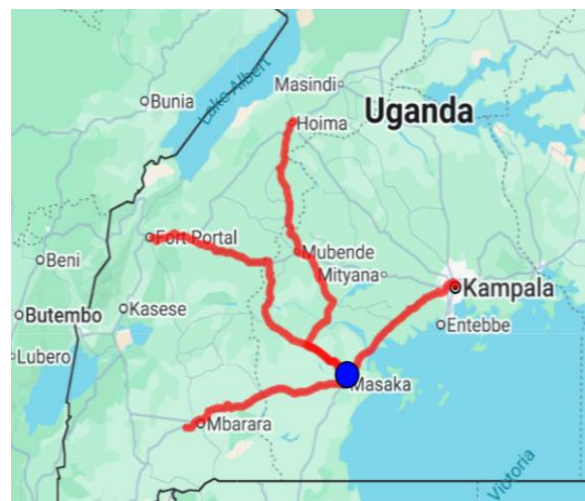 Masindi
Uganda
Bunia
Lake Albert
Hoima
Fort Portal
Mubende
Beni
Mityana
Kampala
Kasese
Butembo
Entebbe
Lubero
Masaka
Mbarara
Victoria